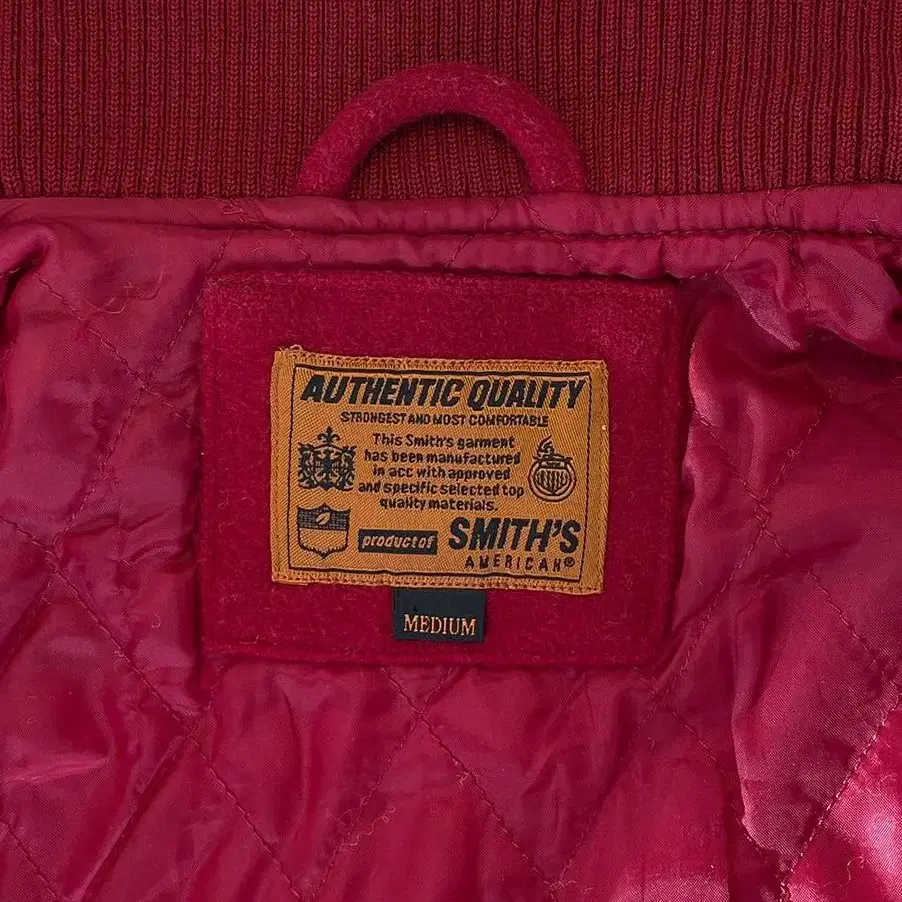 AUTHENTIC QUALITY
STRONGEST AND MOST COMFORTABLE
This Smith's garment
has been manufactured
in acc with approved
and specific selected top
quality materials.
product of SMITH'S
AMERICAN®
MEDIUM